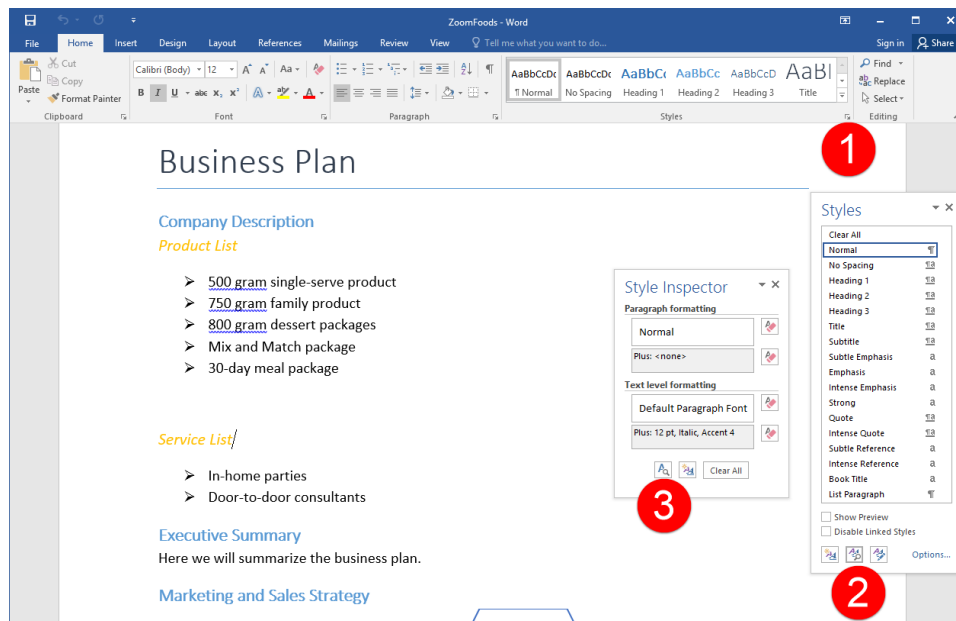 ZoomFoods - Word
File Home Insert Design Layout References Mailings Review View Tell me what you want to do... Sign in Share
Paste
Cut
Copy
Format Painter
Clipboard
Calibri (Body) 12 A A Aa
B I U abc x₂ x² A aby A
Font
Paragraph
AaBbCcDc AaBbCcDc AaBbCc AaBbCc AaBbCcD AaBl
¶ Normal No Spacing Heading 1 Heading 2 Heading 3 Title
Styles
Find
Replace
Select
Editing
1
Business Plan
Company Description
Product List
500 gram single-serve product
750 gram family product
800 gram dessert packages
Mix and Match package
30-day meal package
Service List
In-home parties
Door-to-door consultants
Executive Summary
Here we will summarize the business plan.
Marketing and Sales Strategy
Style Inspector
Paragraph formatting
Normal
Plus: <none>
Text level formatting
Default Paragraph Font
Plus: 12 pt, Italic, Accent 4
Clear All
3
Styles
Clear All
Normal ¶
No Spacing ¶a
Heading 1 ¶a
Heading 2 ¶a
Heading 3 ¶a
Title ¶a
Subtitle ¶a
Subtle Emphasis a
Emphasis a
Intense Emphasis a
Strong a
Quote ¶a
Intense Quote ¶a
Subtle Reference a
Intense Reference a
Book Title a
List Paragraph ¶
Show Preview
Disable Linked Styles
Options...
2